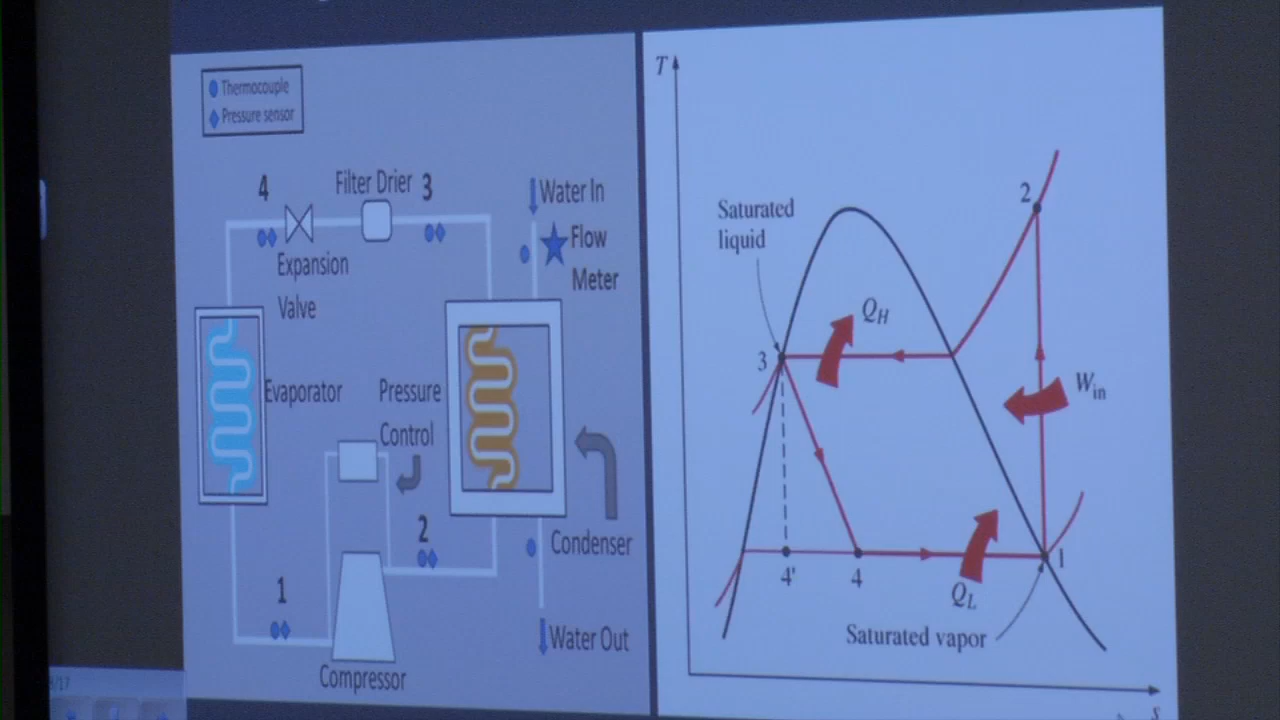 Thermocouple
Pressure sensor
4
Filter Drier
3
Water In
Flow
Meter
Expansion
Valve
Evaporator
Pressure
Control
2
Condenser
1
Water Out
Compressor
T
Saturated
liquid
2
Q_H
3
W_in
4'
4
1
Q_L
Saturated vapor
s